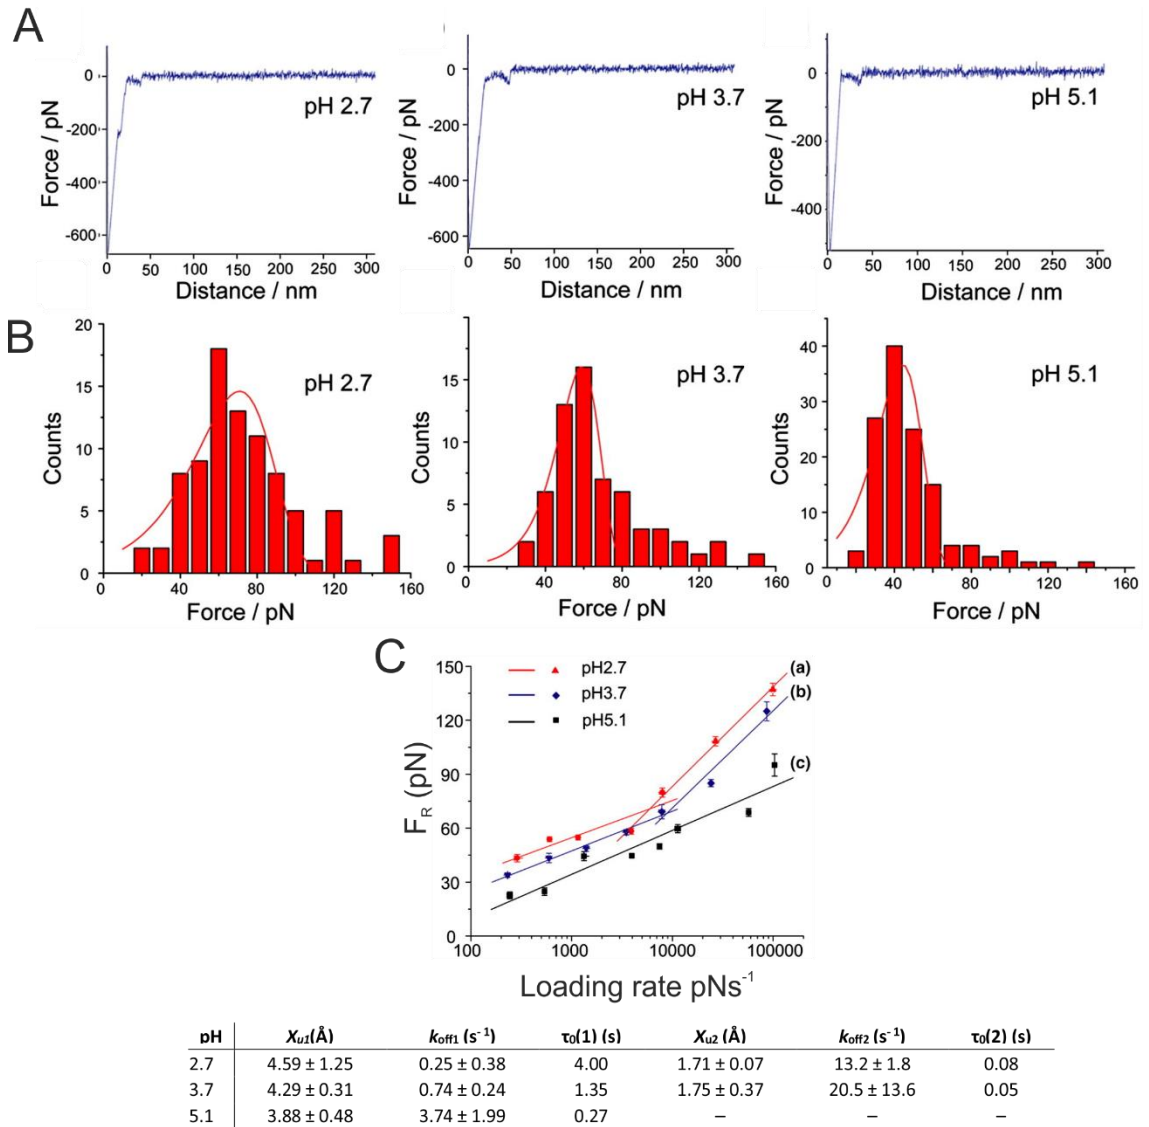 A
Force / pN
0
-200
-400
-600
pH 2.7
0 50 100 150 200 250 300
Distance / nm
Force / pN
0
-200
-400
-600
pH 3.7
0 50 100 150 200 250 300
Distance / nm
Force / pN
0
-200
-400
pH 5.1
0 50 100 150 200 250 300
Distance / nm
B
Counts
20
15
10
5
0
pH 2.7
0 40 80 120 160
Force / pN
Counts
15
10
5
0
pH 3.7
0 40 80 120 160
Force / pN
Counts
40
30
20
10
0
pH 5.1
0 40 80 120 160
Force / pN
C
F_R (pN)
150
120
90
60
30
0
pH2.7
pH3.7
pH5.1
(a)
(b)
(c)
100 1000 10000 100000
Loading rate pNs⁻¹
pH X_u1(Å) k_off1 (s⁻¹) τ₀(1) (s) X_u2 (Å) k_off2 (s⁻¹) τ₀(2) (s)
2.7 4.59 ± 1.25 0.25 ± 0.38 4.00 1.71 ± 0.07 13.2 ± 1.8 0.08
3.7 4.29 ± 0.31 0.74 ± 0.24 1.35 1.75 ± 0.37 20.5 ± 13.6 0.05
5.1 3.88 ± 0.48 3.74 ± 1.99 0.27 – – –